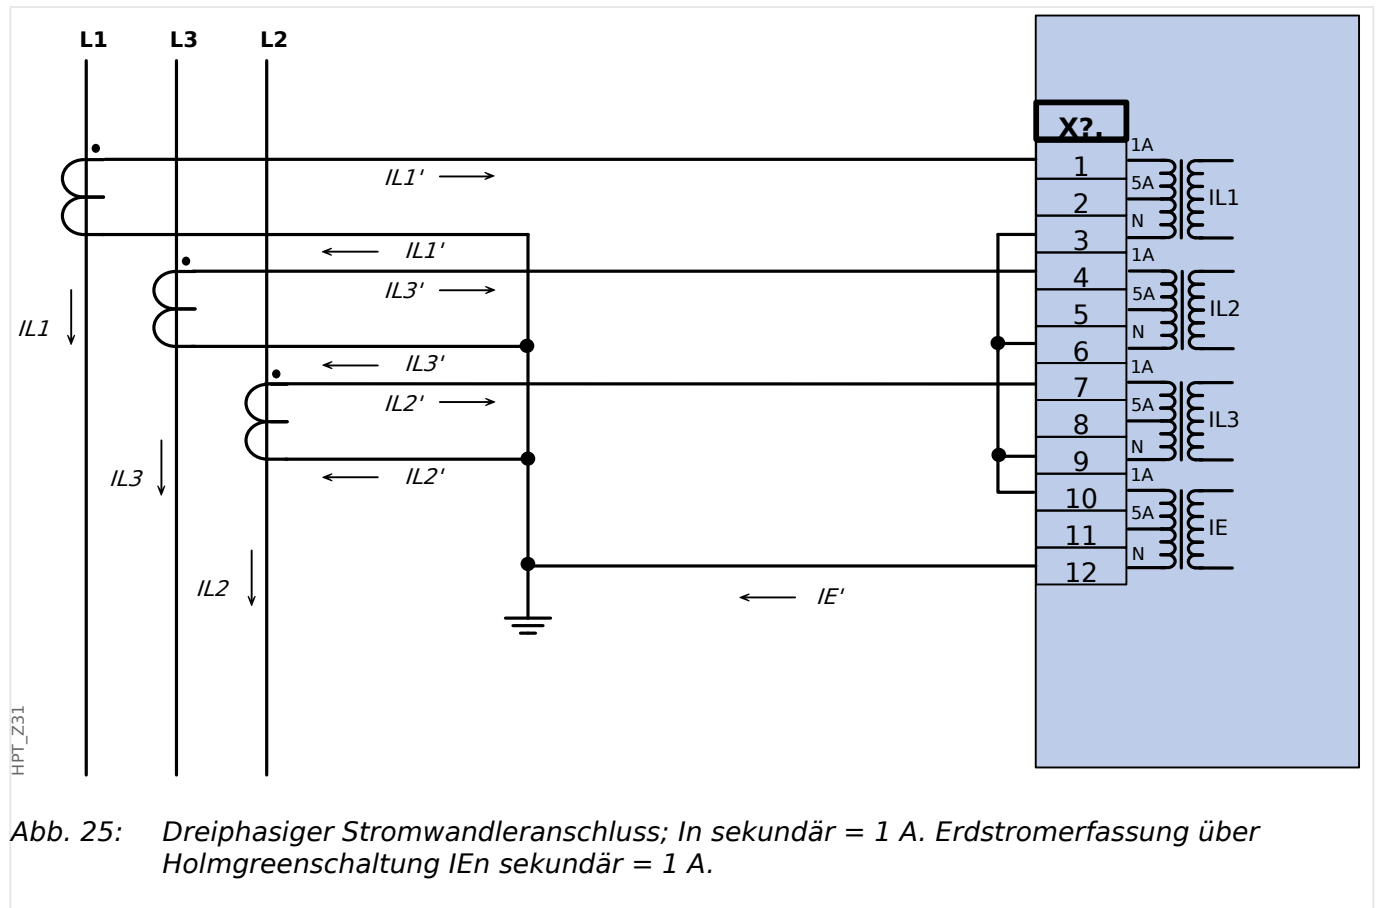 L1 L3 L2
X?.
1A
1
5A
IL1
2
N
IL1'
3
1A
IL1'
4
IL3'
5A
IL2
5
IL1
N
6
IL3'
1A
7
IL2'
5A
IL3
8
N
9
IL3
IL2'
1A
10
5A
IE
11
N
12
IL2
IE'
HPT_Z31
Abb. 25: Dreiphasiger Stromwandleranschluss; In sekundär = 1 A. Erdstromerfassung über
Holmgreenschaltung IEn sekundär = 1 A.